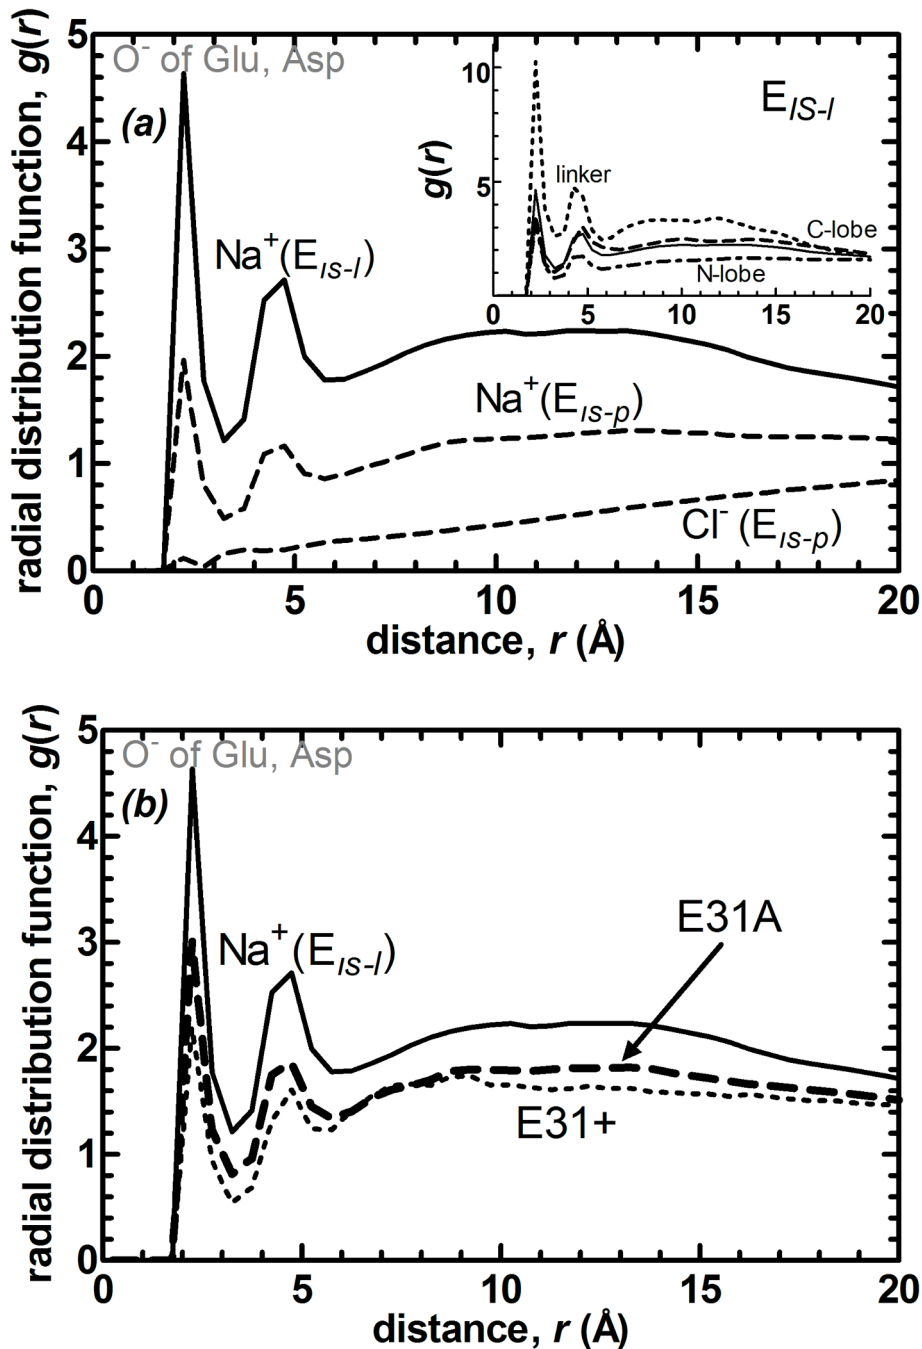 O⁻ of Glu, Asp
(a)
radial distribution function, g(r)
5
4
3
2
1
0
Na⁺(E_IS-l)
Na⁺(E_IS-p)
Cl⁻(E_IS-p)
0 5 10 15 20
distance, r (Å)
10
5
g(r)
E_IS-l
linker
C-lobe
N-lobe
0 5 10 15 20
O⁻ of Glu, Asp
(b)
radial distribution function, g(r)
5
4
3
2
1
0
Na⁺(E_IS-l)
E31A
E31+
0 5 10 15 20
distance, r (Å)